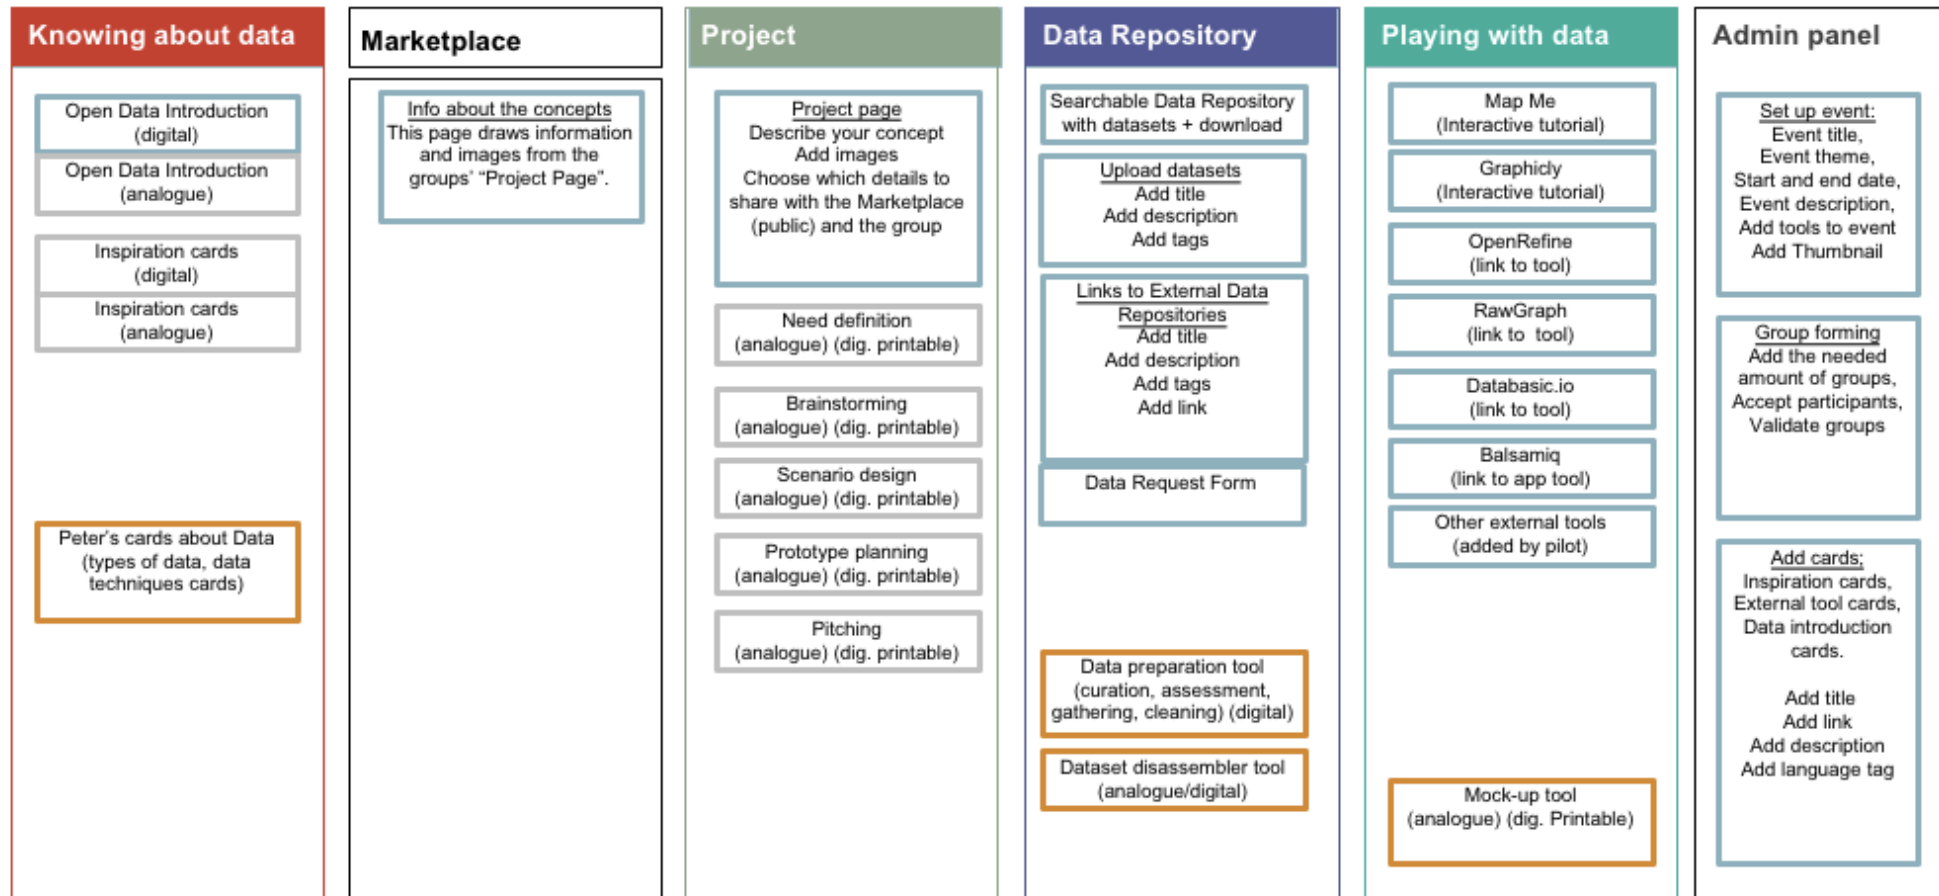 Knowing about data
Open Data Introduction
(digital)
Open Data Introduction
(analogue)
Inspiration cards
(digital)
Inspiration cards
(analogue)
Peter's cards about Data
(types of data, data
techniques cards)
Marketplace
Info about the concepts
This page draws information
and images from the
groups' “Project Page”.
Project
Project page
Describe your concept
Add images
Choose which details to
share with the Marketplace
(public) and the group
Need definition
(analogue) (dig. printable)
Brainstorming
(analogue) (dig. printable)
Scenario design
(analogue) (dig. printable)
Prototype planning
(analogue) (dig. printable)
Pitching
(analogue) (dig. printable)
Data Repository
Searchable Data Repository
with datasets + download
Upload datasets
Add title
Add description
Add tags
Links to External Data
Repositories
Add title
Add description
Add tags
Add link
Data Request Form
Data preparation tool
(curation, assessment,
gathering, cleaning) (digital)
Dataset disassembler tool
(analogue/digital)
Playing with data
Map Me
(Interactive tutorial)
Graphicly
(Interactive tutorial)
OpenRefine
(link to tool)
RawGraph
(link to tool)
Databasic.io
(link to tool)
Balsamiq
(link to app tool)
Other external tools
(added by pilot)
Mock-up tool
(analogue) (dig. Printable)
Admin panel
Set up event:
Event title,
Event theme,
Start and end date,
Event description,
Add tools to event
Add Thumbnail
Group forming
Add the needed
amount of groups,
Accept participants,
Validate groups
Add cards;
Inspiration cards,
External tool cards,
Data introduction
cards.
Add title
Add link
Add description
Add language tag